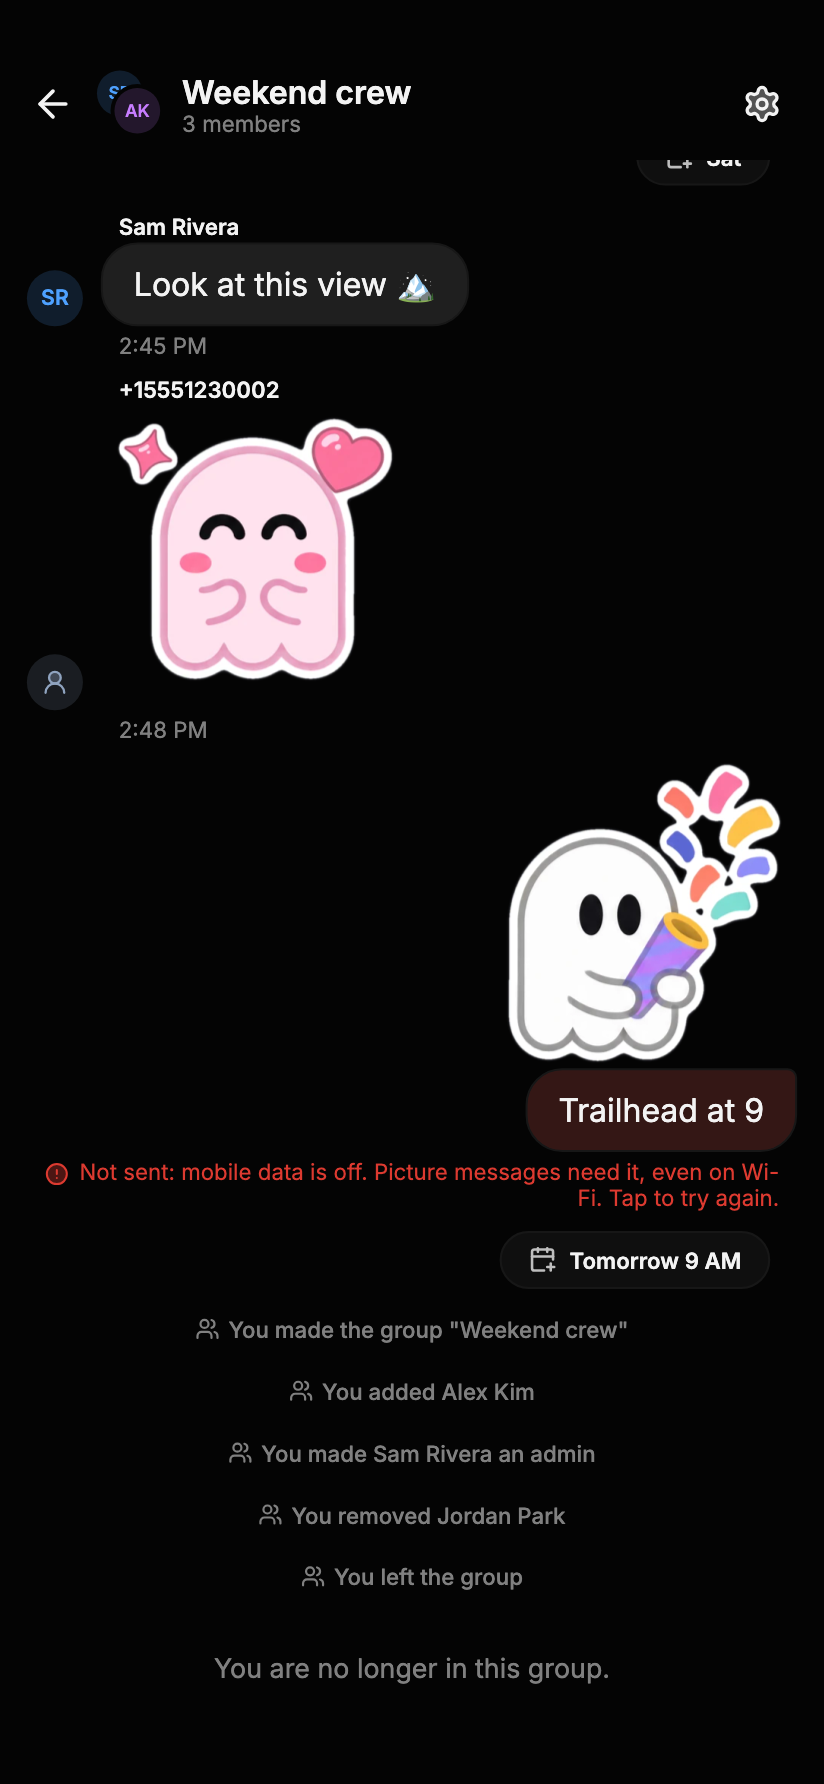 Weekend crew
3 members
AK
Sat
Sam Rivera
SR
Look at this view
2:45 PM
+15551230002
2:48 PM
Trailhead at 9
Not sent: mobile data is off. Picture messages need it, even on Wi-
Fi. Tap to try again.
Tomorrow 9 AM
You made the group "Weekend crew"
You added Alex Kim
You made Sam Rivera an admin
You removed Jordan Park
You left the group
You are no longer in this group.